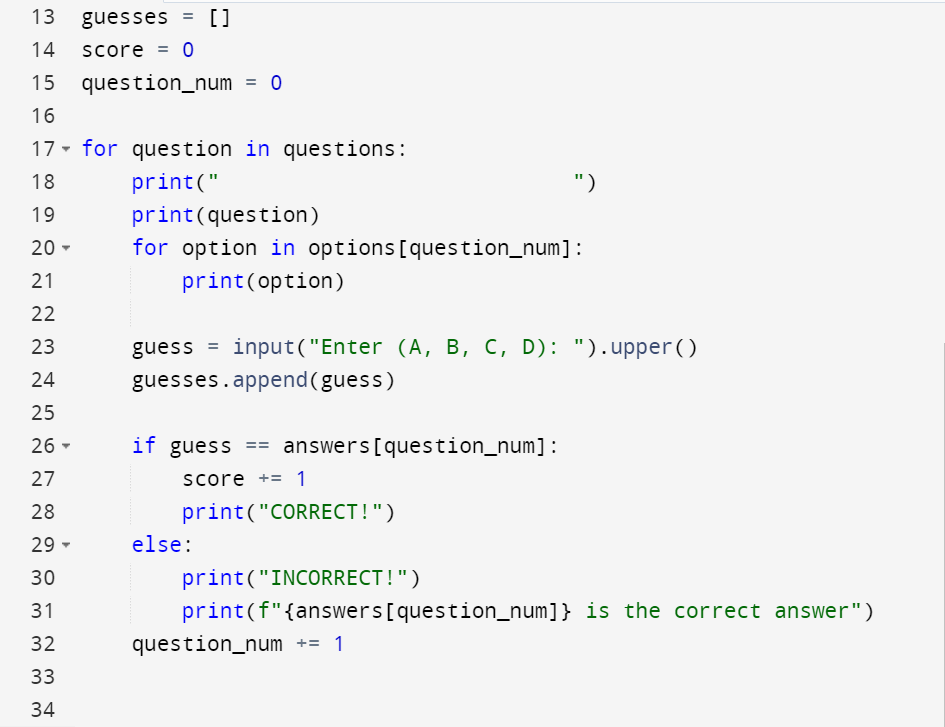 13 guesses = []
14 score = 0
15 question_num = 0
16
17 for question in questions:
18     print("                            ")
19     print(question)
20     for option in options[question_num]:
21         print(option)
22
23     guess = input("Enter (A, B, C, D): ").upper()
24     guesses.append(guess)
25
26     if guess == answers[question_num]:
27         score += 1
28         print("CORRECT!")
29     else:
30         print("INCORRECT!")
31         print(f"{answers[question_num]} is the correct answer")
32     question_num += 1
33
34